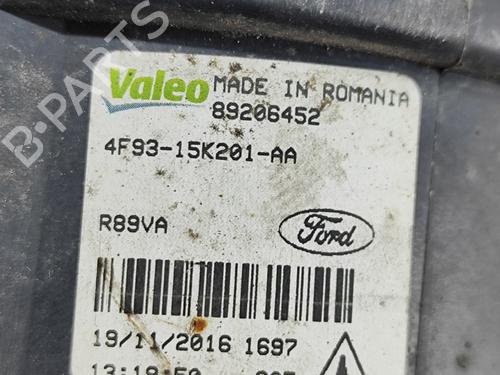 B-PARTS
Valeo MADE IN ROMANIA
89206452
4F93-15K201-AA
R89VA
Ford
19/11/2016 1697